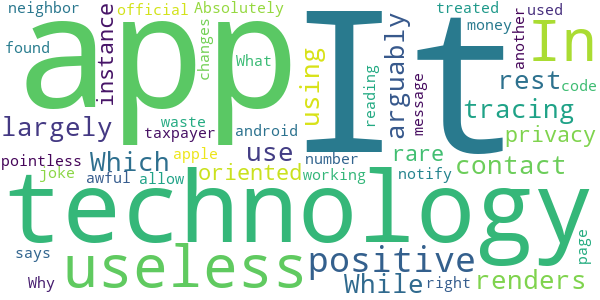 neighbor official Absolutely treated used
found instance app It changes What using arguably another money In
reading message rest code
largely waste joke taxpayer android Which use rare tracing privacy
pointless apple number contact
awful allow oriented working notify
technology
says useless positive page
Why While right renders